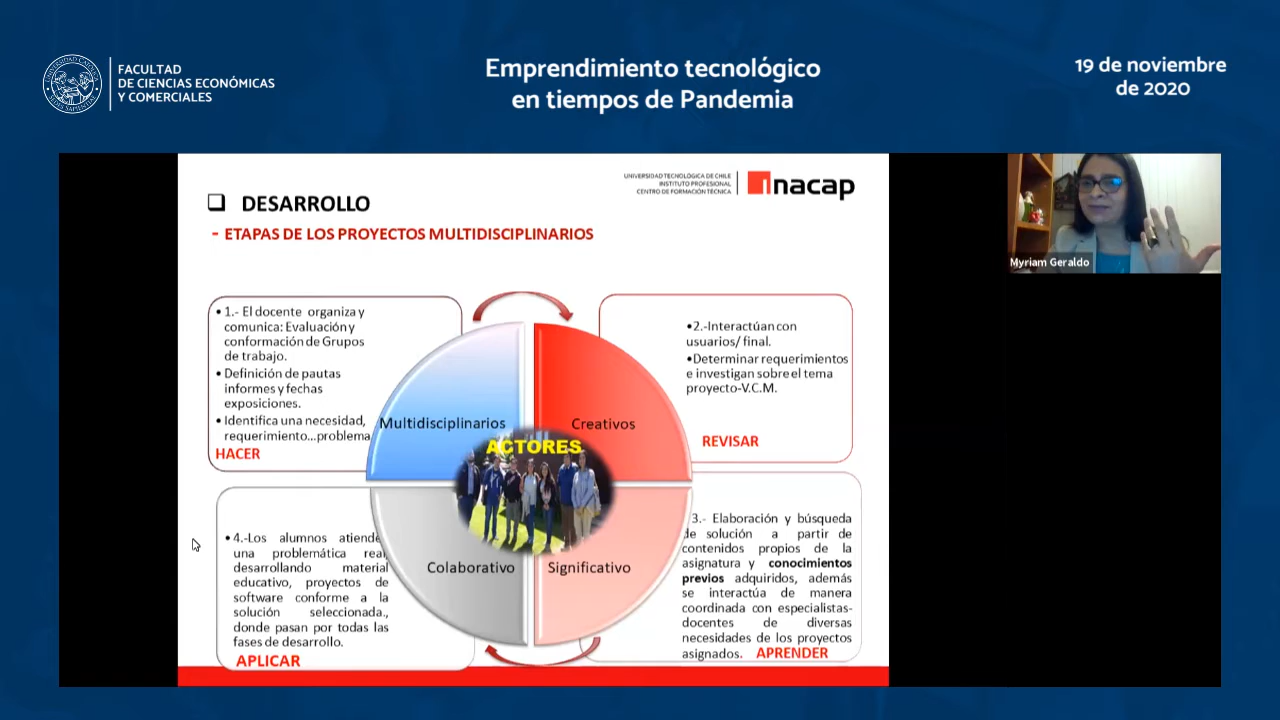 FACULTAD
DE CIENCIAS ECONÓMICAS
Y COMERCIALES
Emprendimiento tecnológico
en tiempos de Pandemia
19 de noviembre
de 2020
UNIVERSIDAD TECNOLÓGICA DE CHILE
INSTITUTO PROFESIONAL
CENTRO DE FORMACIÓN TÉCNICA
inacap
DESARROLLO
- ETAPAS DE LOS PROYECTOS MULTIDISCIPLINARIOS
• 1.- El docente organiza y
comunica: Evaluación y
conformación de Grupos
de trabajo.
• Definición de pautas
informes y fechas
exposiciones.
• Identifica una necesidad,
requerimiento...problema
HACER
•2.-Interactúan con
usuarios/ final.
•Determinar requerimientos
e investigan sobre el tema
proyecto-V.C.M.
REVISAR
Multidisciplinarios
Creativos
ACTORES
Colaborativo
Significativo
• 4.-Los alumnos atiende
una problemática real,
desarrollando material
educativo, proyectos de
software conforme a la
solución seleccionada.,
donde pasan por todas las
fases de desarrollo.
APLICAR
3.- Elaboración y búsqueda
de solución a partir de
contenidos propios de la
asignatura y conocimientos
previos adquiridos, además
se interactúa de manera
coordinada con especialistas-
docentes de diversas
necesidades de los proyectos
asignados. APRENDER
Myriam Geraldo